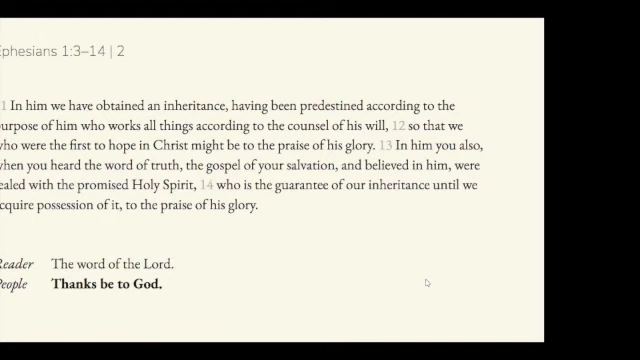 phesians 1:3–14 | 2
1 In him we have obtained an inheritance, having been predestined according to the
urpose of him who works all things according to the counsel of his will, 12 so that we
ho were the first to hope in Christ might be to the praise of his glory. 13 In him you also,
hen you heard the word of truth, the gospel of your salvation, and believed in him, were
ealed with the promised Holy Spirit, 14 who is the guarantee of our inheritance until we
cquire possession of it, to the praise of his glory.
Reader The word of the Lord.
People Thanks be to God.